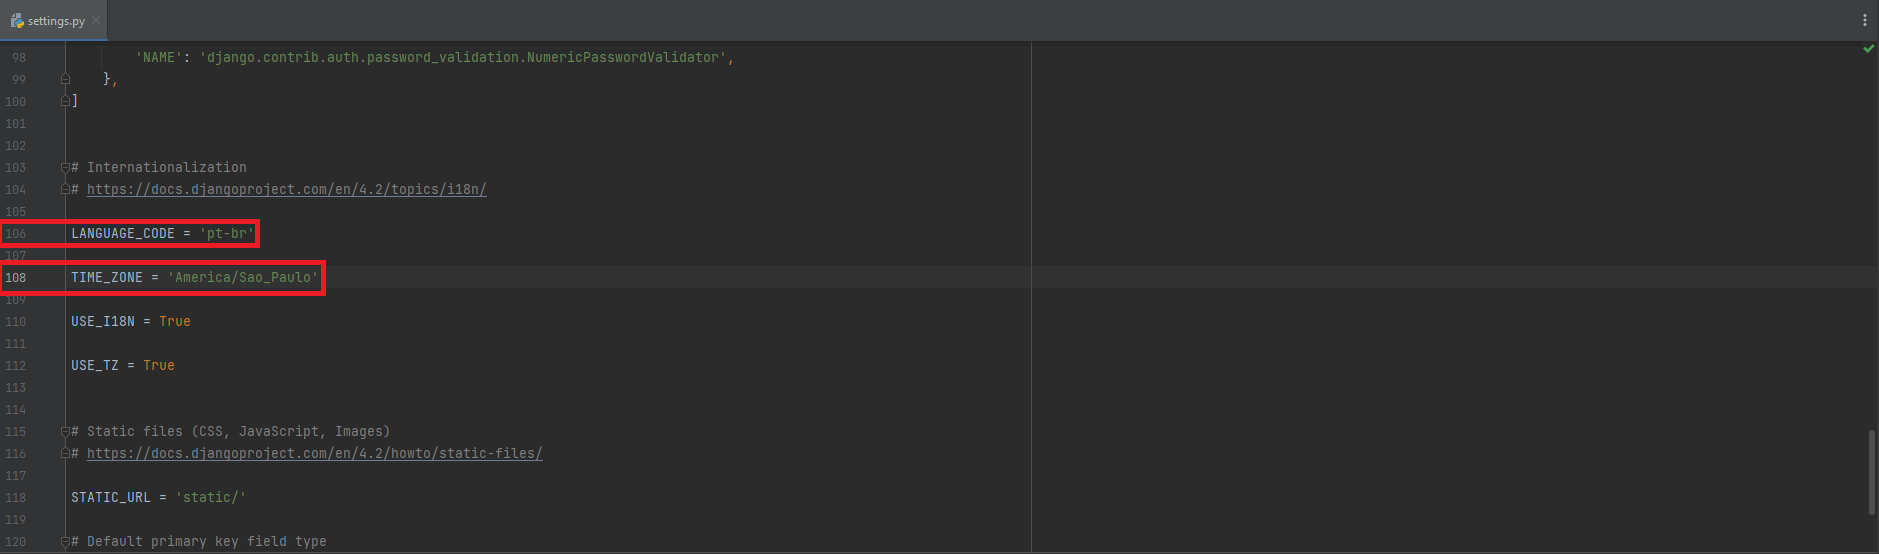 settings.py
98 'NAME': 'django.contrib.auth.password_validation.NumericPasswordValidator',
99 },
100 ]
101
102
103 # Internationalization
104 # https://docs.djangoproject.com/en/4.2/topics/i18n/
105
106 LANGUAGE_CODE = 'pt-br'
107
108 TIME_ZONE = 'America/Sao_Paulo'
109
110 USE_I18N = True
111
112 USE_TZ = True
113
114
115 # Static files (CSS, JavaScript, Images)
116 # https://docs.djangoproject.com/en/4.2/howto/static-files/
117
118 STATIC_URL = 'static/'
119
120 # Default primary key field type